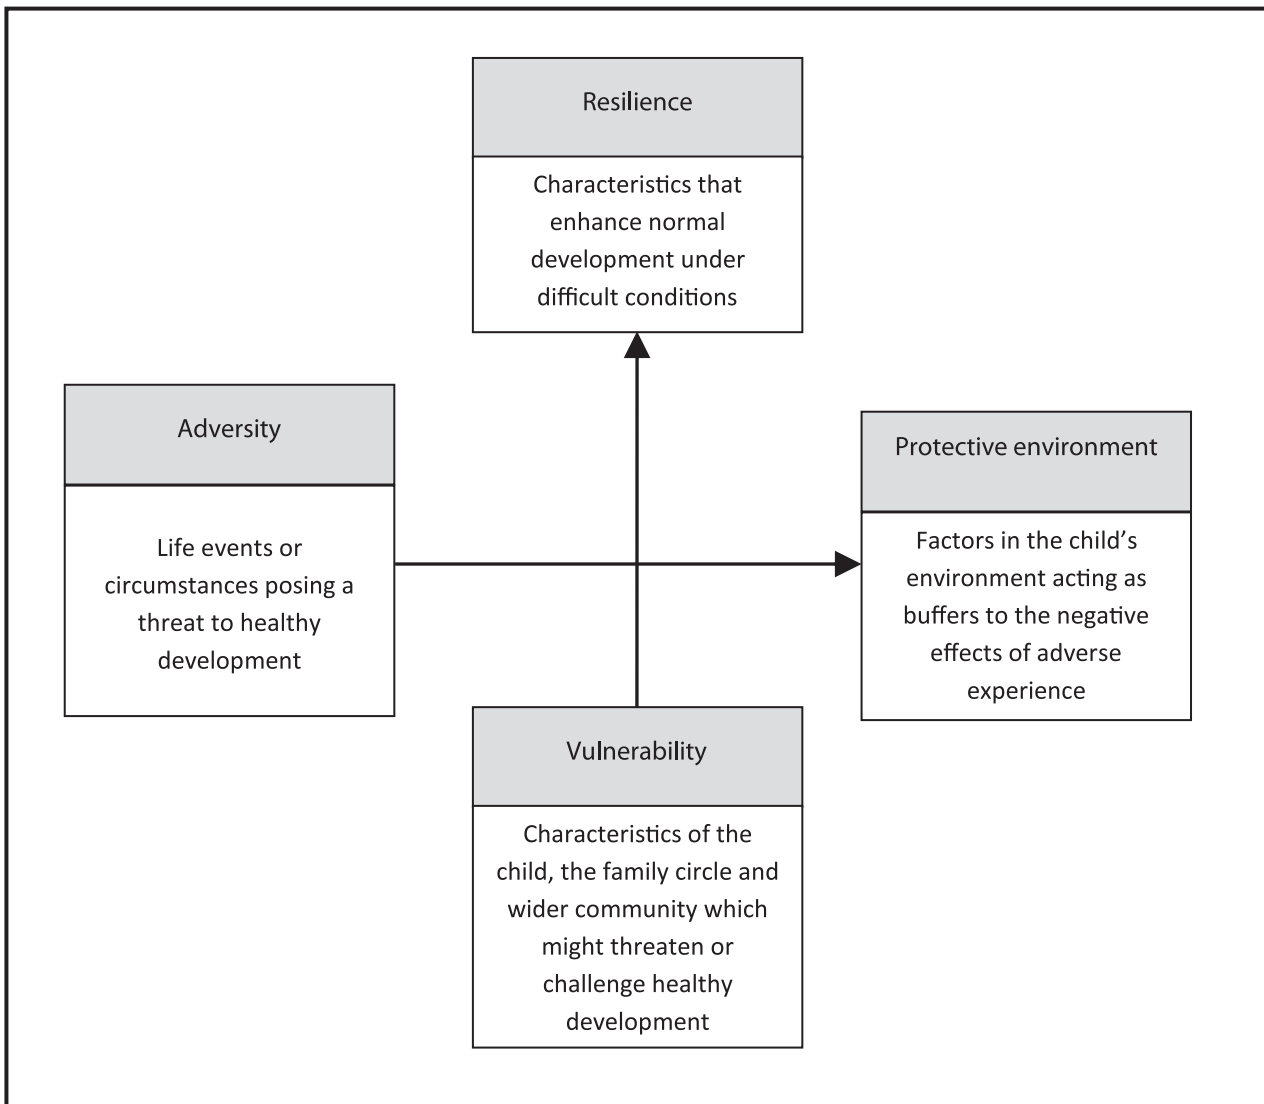 Resilience
Characteristics that
enhance normal
development under
difficult conditions
Adversity
Life events or
circumstances posing a
threat to healthy
development
Protective environment
Factors in the child’s
environment acting as
buffers to the negative
effects of adverse
experience
Vulnerability
Characteristics of the
child, the family circle and
wider community which
might threaten or
challenge healthy
development